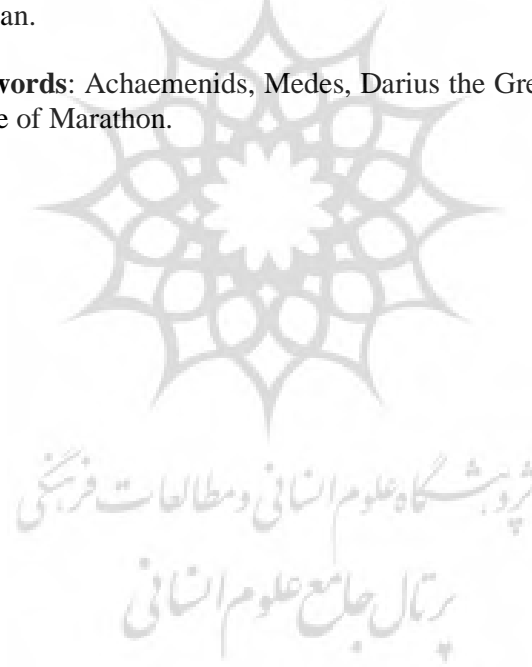 an.
words: Achaemenids, Medes, Darius the Gre
e of Marathon.
پژوهشگاه علوم انسانی و مطالعات فرهنگی
پرتال جامع علوم انسانی